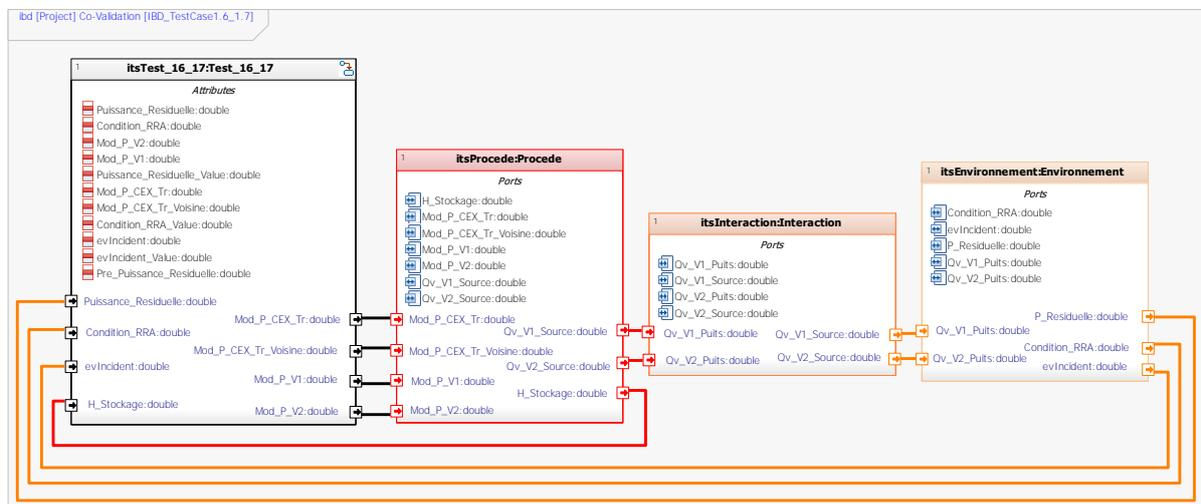 ibd [Project] Co-Validation [IBD_TestCase1.6_1.7]
1
itsTest_16_17:Test_16_17
Attributes
Puissance_Residuelle:double
Condition_RRA:double
Mod_P_V2:double
Mod_P_V1:double
Puissance_Residuelle_Value:double
Mod_P_CEX_Tr:double
Mod_P_CEX_Tr_Voisine:double
Condition_RRA_Value:double
evIncident:double
evIncident_Value:double
Pre_Puissance_Residuelle:double
Puissance_Residuelle:double
Condition_RRA:double
evIncident:double
H_Stockage:double
Mod_P_CEX_Tr:double
Mod_P_CEX_Tr_Voisine:double
Mod_P_V1:double
Mod_P_V2:double
1
itsProcede:Procede
Ports
H_Stockage:double
Mod_P_CEX_Tr:double
Mod_P_CEX_Tr_Voisine:double
Mod_P_V1:double
Mod_P_V2:double
Qv_V1_Source:double
Qv_V2_Source:double
Mod_P_CEX_Tr:double
Qv_V1_Source:double
Mod_P_CEX_Tr_Voisine:double
Qv_V2_Source:double
Mod_P_V1:double
H_Stockage:double
Mod_P_V2:double
1
itsInteraction:Interaction
Ports
Qv_V1_Puits:double
Qv_V1_Source:double
Qv_V2_Puits:double
Qv_V2_Source:double
Qv_V1_Puits:double
Qv_V1_Source:double
Qv_V2_Puits:double
Qv_V2_Source:double
1
itsEnvironnement:Environnement
Ports
Condition_RRA:double
evIncident:double
P_Residuelle:double
Qv_V1_Puits:double
Qv_V2_Puits:double
P_Residuelle:double
Qv_V1_Puits:double
Condition_RRA:double
Qv_V2_Puits:double
evIncident:double